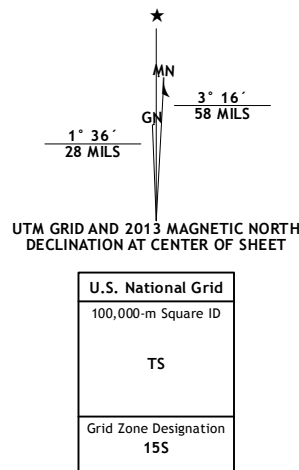 ★
MN
GN
3° 16´
58 MILS
1° 36´
28 MILS
UTM GRID AND 2013 MAGNETIC NORTH
DECLINATION AT CENTER OF SHEET
U.S. National Grid
100,000-m Square ID
TS
Grid Zone Designation
15S